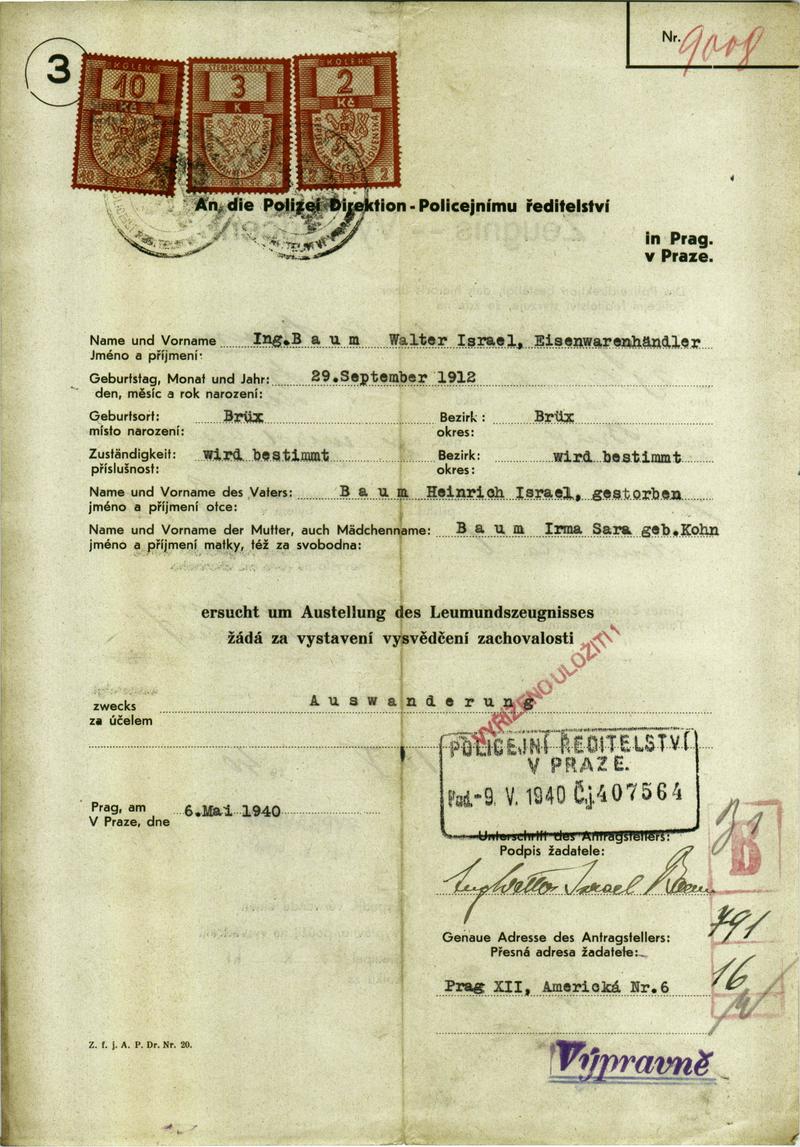 Nr. 9008
3
KOLEK
10
Kč
3
K
KOLEK
2
Kč
An die Polizei Direktion - Policejnímu ředitelství
in Prag.
v Praze.
Name und Vorname Ing.B a u m Walter Israel, Eisenwarenhändler
Jméno a příjmení:
Geburtstag, Monat und Jahr: 29.September 1912
den, měsíc a rok narození:
Geburtsort: Brüx Bezirk: Brüx
místo narození: okres:
Zuständigkeit: wird bestimmt Bezirk: wird bestimmt
příslušnost: okres:
Name und Vorname des Vaters: B a u m Heinrich Israel, gestorben
jméno a příjmení otce:
Name und Vorname der Mutter, auch Mädchenname: B a u m Irma Sara geb.Kohn
jméno a příjmení matky, též za svobodna:
ersucht um Austellung des Leumundszeugnisses
žádá za vystavení vysvědčení zachovalosti
VYŘÍZENO ULOŽITI!
zwecks A u s w a n d e r u n g
za účelem
POLICEJNÍ ŘEDITELSTVÍ
V PRAZE.
Pod.-9. V. 1940 Č.j. 407564
Prag, am 6.Mai 1940
V Praze, dne
Unterschrift des Antragstellers:
Podpis žadatele:
B
Ing Walter Israel Baum
791
Genaue Adresse des Antragstellers:
Přesná adresa žadatele:
16
Prag XII, Americká Nr.6
Z. f. j. A. P. Dr. Nr. 20.
Výpravně